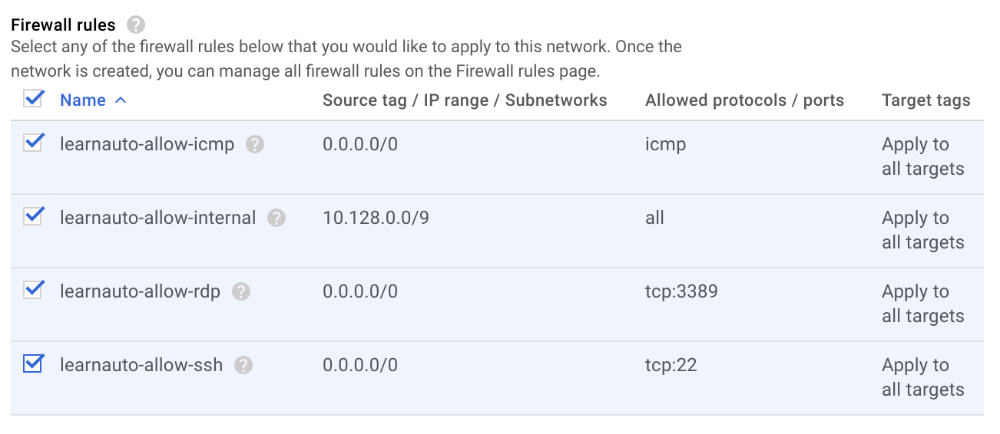 Firewall rules ?
Select any of the firewall rules below that you would like to apply to this network. Once the
network is created, you can manage all firewall rules on the Firewall rules page.
Name Source tag / IP range / Subnetworks Allowed protocols / ports Target tags
learnauto-allow-icmp ? 0.0.0.0/0 icmp Apply to
all targets
learnauto-allow-internal ? 10.128.0.0/9 all Apply to
all targets
learnauto-allow-rdp ? 0.0.0.0/0 tcp:3389 Apply to
all targets
learnauto-allow-ssh ? 0.0.0.0/0 tcp:22 Apply to
all targets